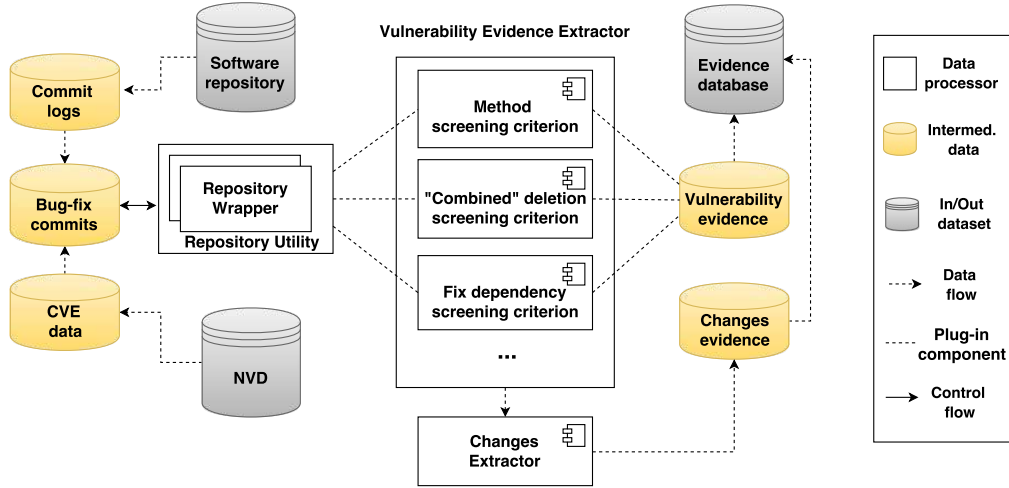 Vulnerability Evidence Extractor
Software
repository
Commit
logs
Bug-fix
commits
CVE
data
NVD
Repository
Wrapper
Repository Utility
Method
screening criterion
"Combined" deletion
screening criterion
Fix dependency
screening criterion
...
Changes
Extractor
Evidence
database
Vulnerability
evidence
Changes
evidence
Data
processor
Intermed.
data
In/Out
dataset
Data
flow
Plug-in
component
Control
flow